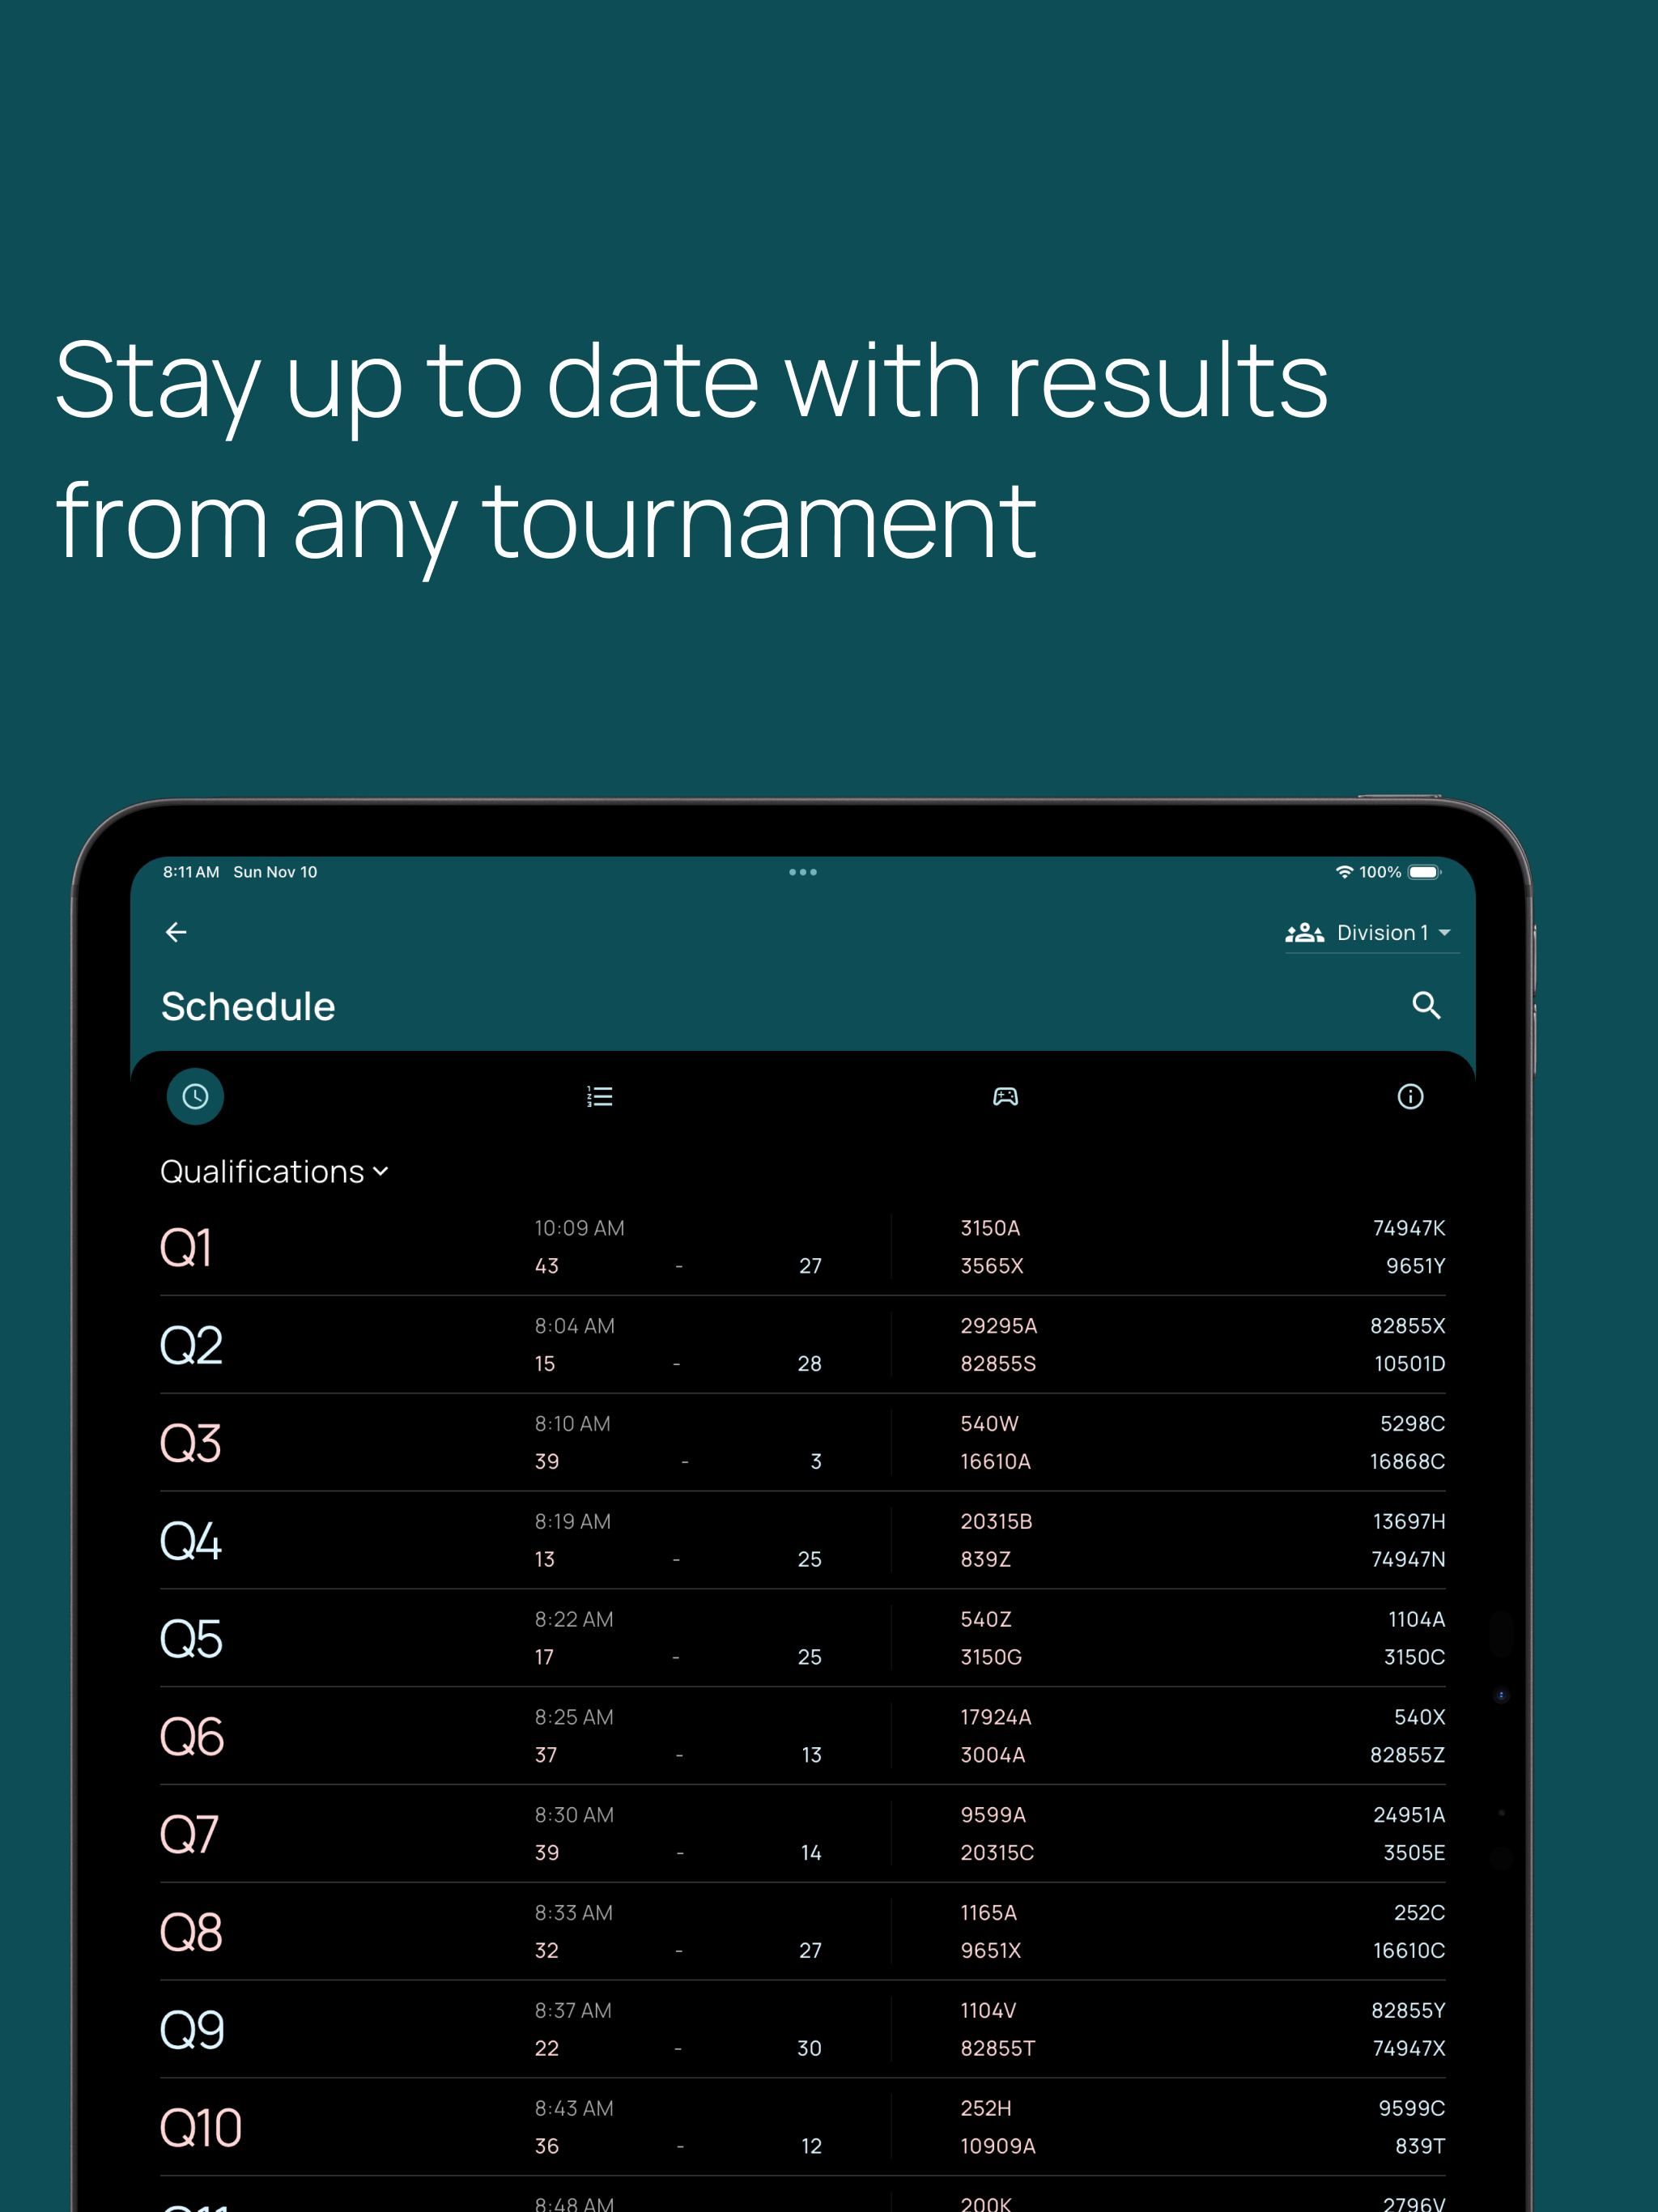 Stay up to date with results
from any tournament
8:11 AM Sun Nov 10 100%
Division 1
Schedule
Qualifications
Q1
10:09 AM
43 - 27
3150A 74947K
3565X 9651Y
Q2
8:04 AM
15 - 28
29295A 82855X
82855S 10501D
Q3
8:10 AM
39 - 3
540W 5298C
16610A 16868C
Q4
8:19 AM
13 - 25
20315B 13697H
839Z 74947N
Q5
8:22 AM
17 - 25
540Z 1104A
3150G 3150C
Q6
8:25 AM
37 - 13
17924A 540X
3004A 82855Z
Q7
8:30 AM
39 - 14
9599A 24951A
20315C 3505E
Q8
8:33 AM
32 - 27
1165A 252C
9651X 16610C
Q9
8:37 AM
22 - 30
1104V 82855Y
82855T 74947X
Q10
8:43 AM
36 - 12
252H 9599C
10909A 839T
Q11
8:48 AM
200K 2796V